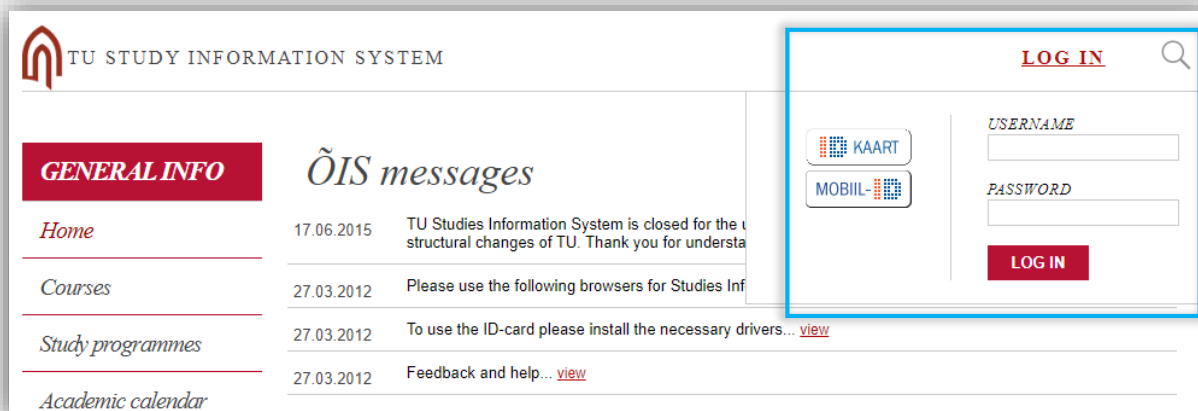 TU STUDY INFORMATION SYSTEM
LOG IN
GENERAL INFO
Home
Courses
Study programmes
Academic calendar
ÕIS messages
17.06.2015 TU Studies Information System is closed for the
structural changes of TU. Thank you for
27.03.2012 Please use the following browsers for Studies
27.03.2012 To use the ID-card please install the necessary drivers... view
27.03.2012 Feedback and help... view
ID KAART
MOBIIL-ID
USERNAME
PASSWORD
LOG IN